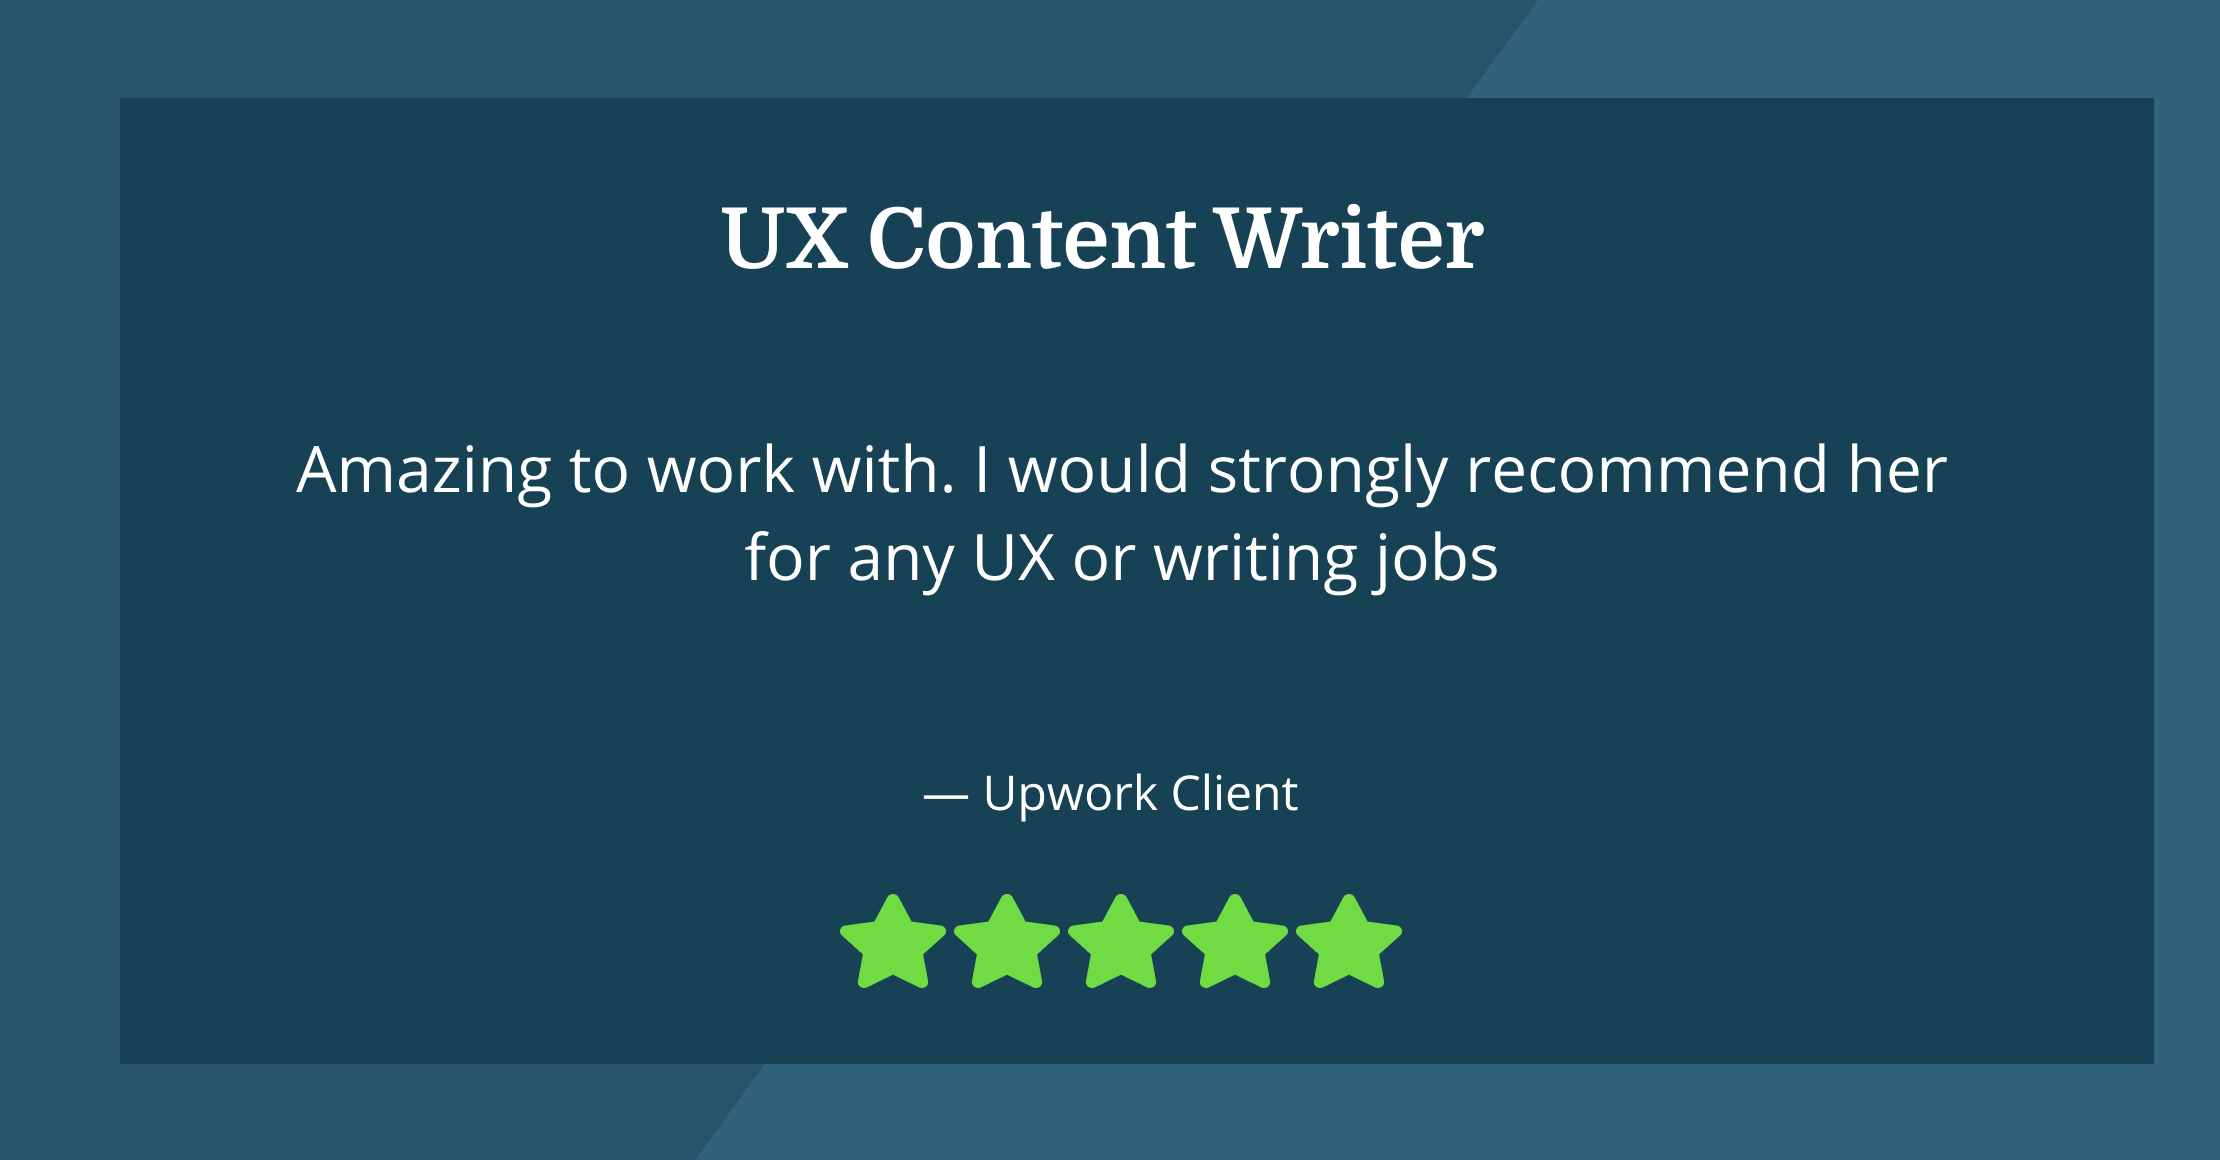 UX Content Writer
Amazing to work with. I would strongly recommend her
for any UX or writing jobs
— Upwork Client